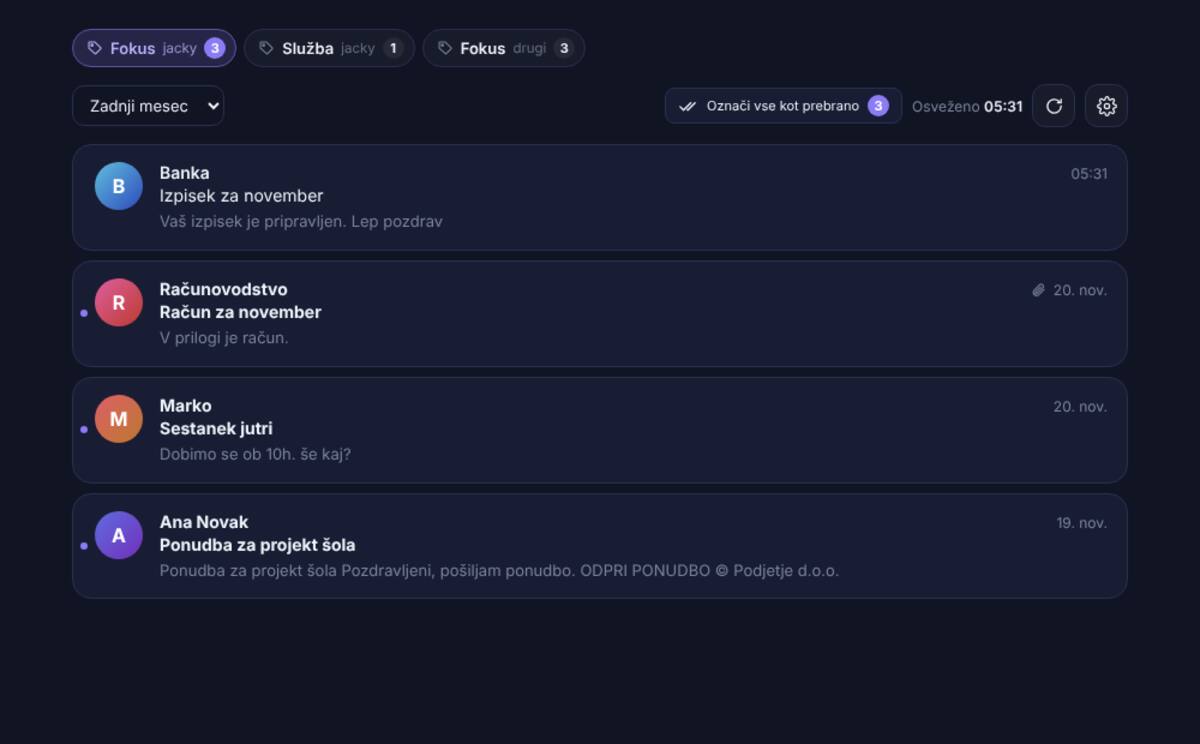 Fokus jacky 3 Služba jacky 1 Fokus drugi 3
Zadnji mesec Označi vse kot prebrano 3 Osveženo 05:31
B Banka 05:31
Izpisek za november
Vaš izpisek je pripravljen. Lep pozdrav
R Računovodstvo 20. nov.
Račun za november
V prilogi je račun.
M Marko 20. nov.
Sestanek jutri
Dobimo se ob 10h. še kaj?
A Ana Novak 19. nov.
Ponudba za projekt šola
Ponudba za projekt šola Pozdravljeni, pošiljam ponudbo. ODPRI PONUDBO © Podjetje d.o.o.